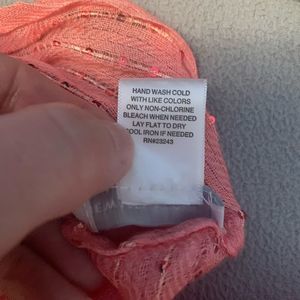 HAND WASH COLD
WITH LIKE COLORS
ONLY NON-CHLORINE
BLEACH WHEN NEEDED
LAY FLAT TO DRY
COOL IRON IF NEEDED
RN#23243